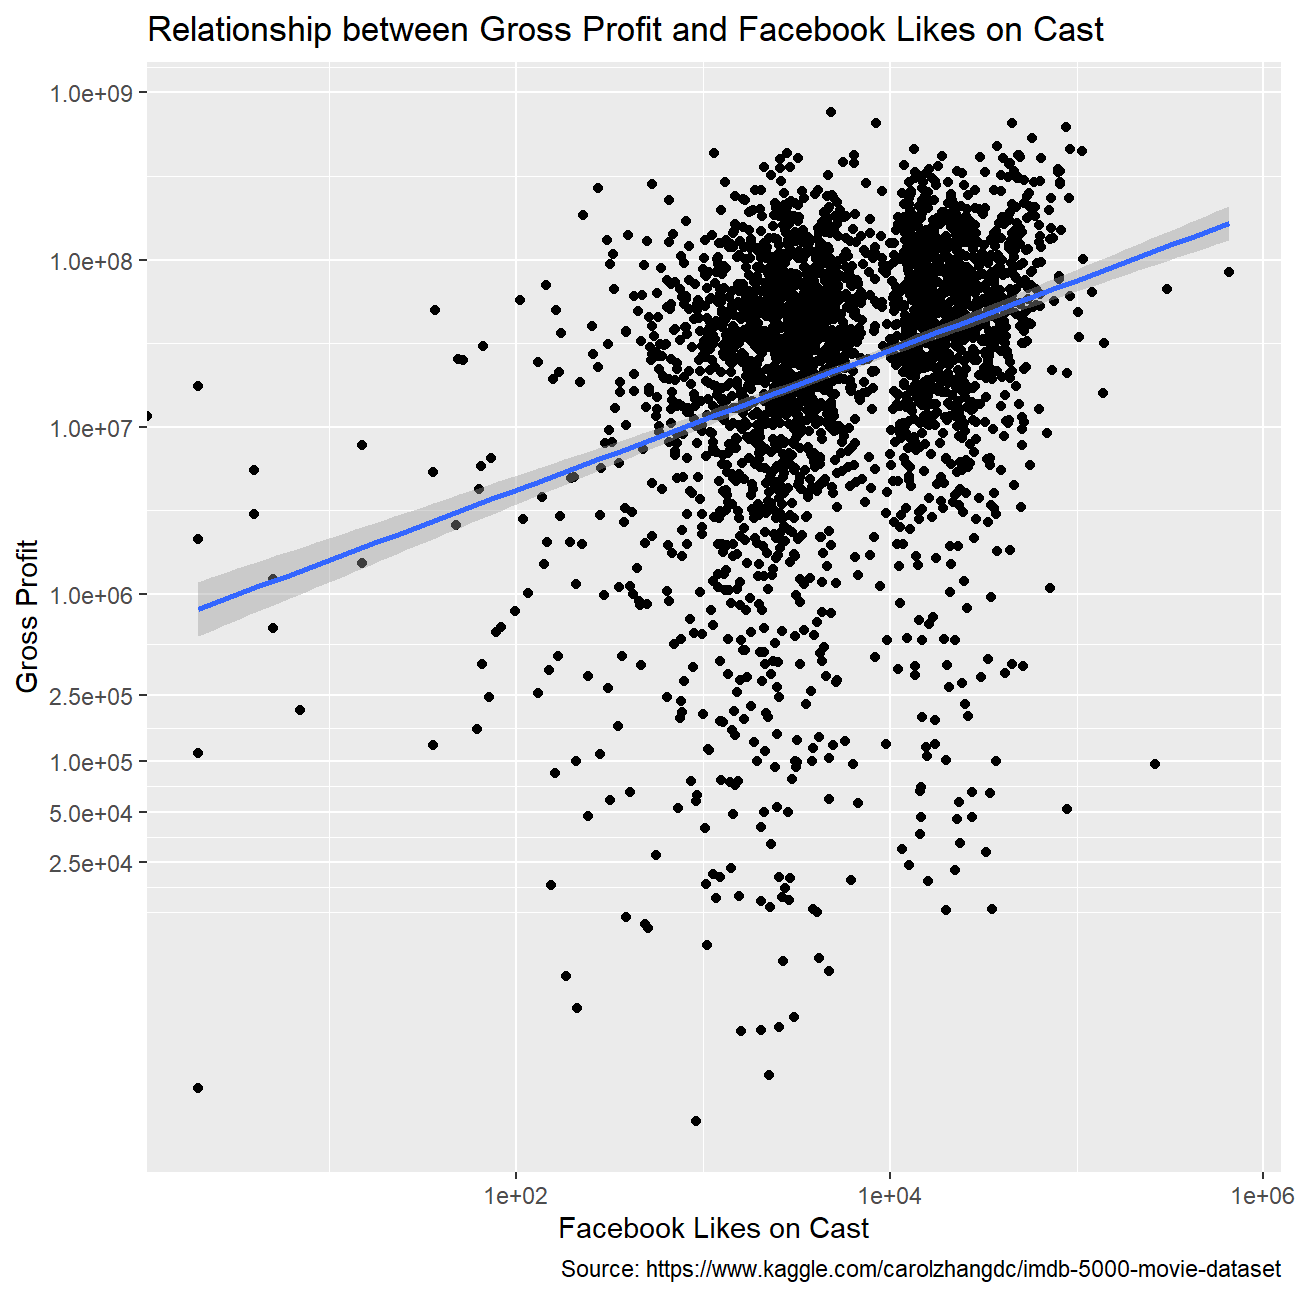 Relationship between Gross Profit and Facebook Likes on Cast
1.0e+09
1.0e+08
1.0e+07
1.0e+06
2.5e+05
1.0e+05
5.0e+04
2.5e+04
Gross Profit
1e+02
1e+04
1e+06
Facebook Likes on Cast
Source: https://www.kaggle.com/carolzhangdc/imdb-5000-movie-dataset